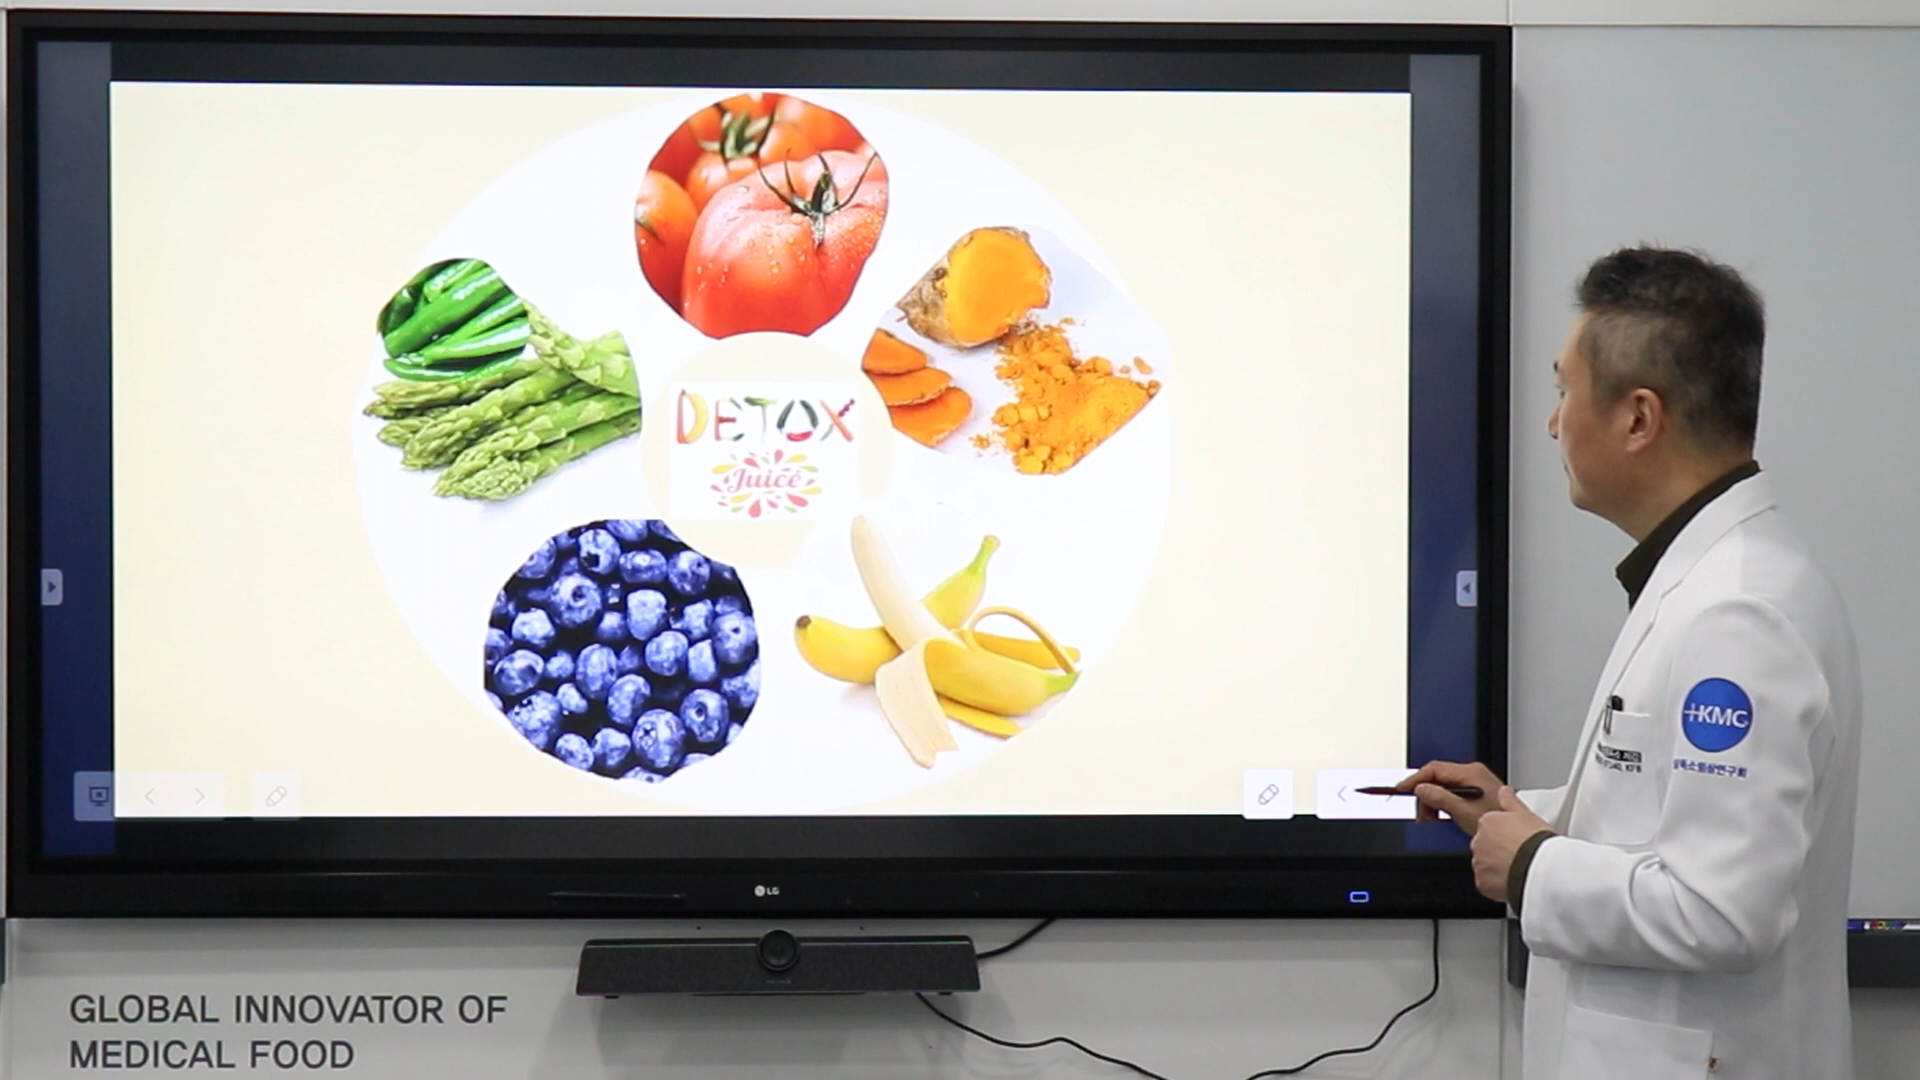 DETOX
Juice
+KMC
LG
GLOBAL INNOVATOR OF
MEDICAL FOOD